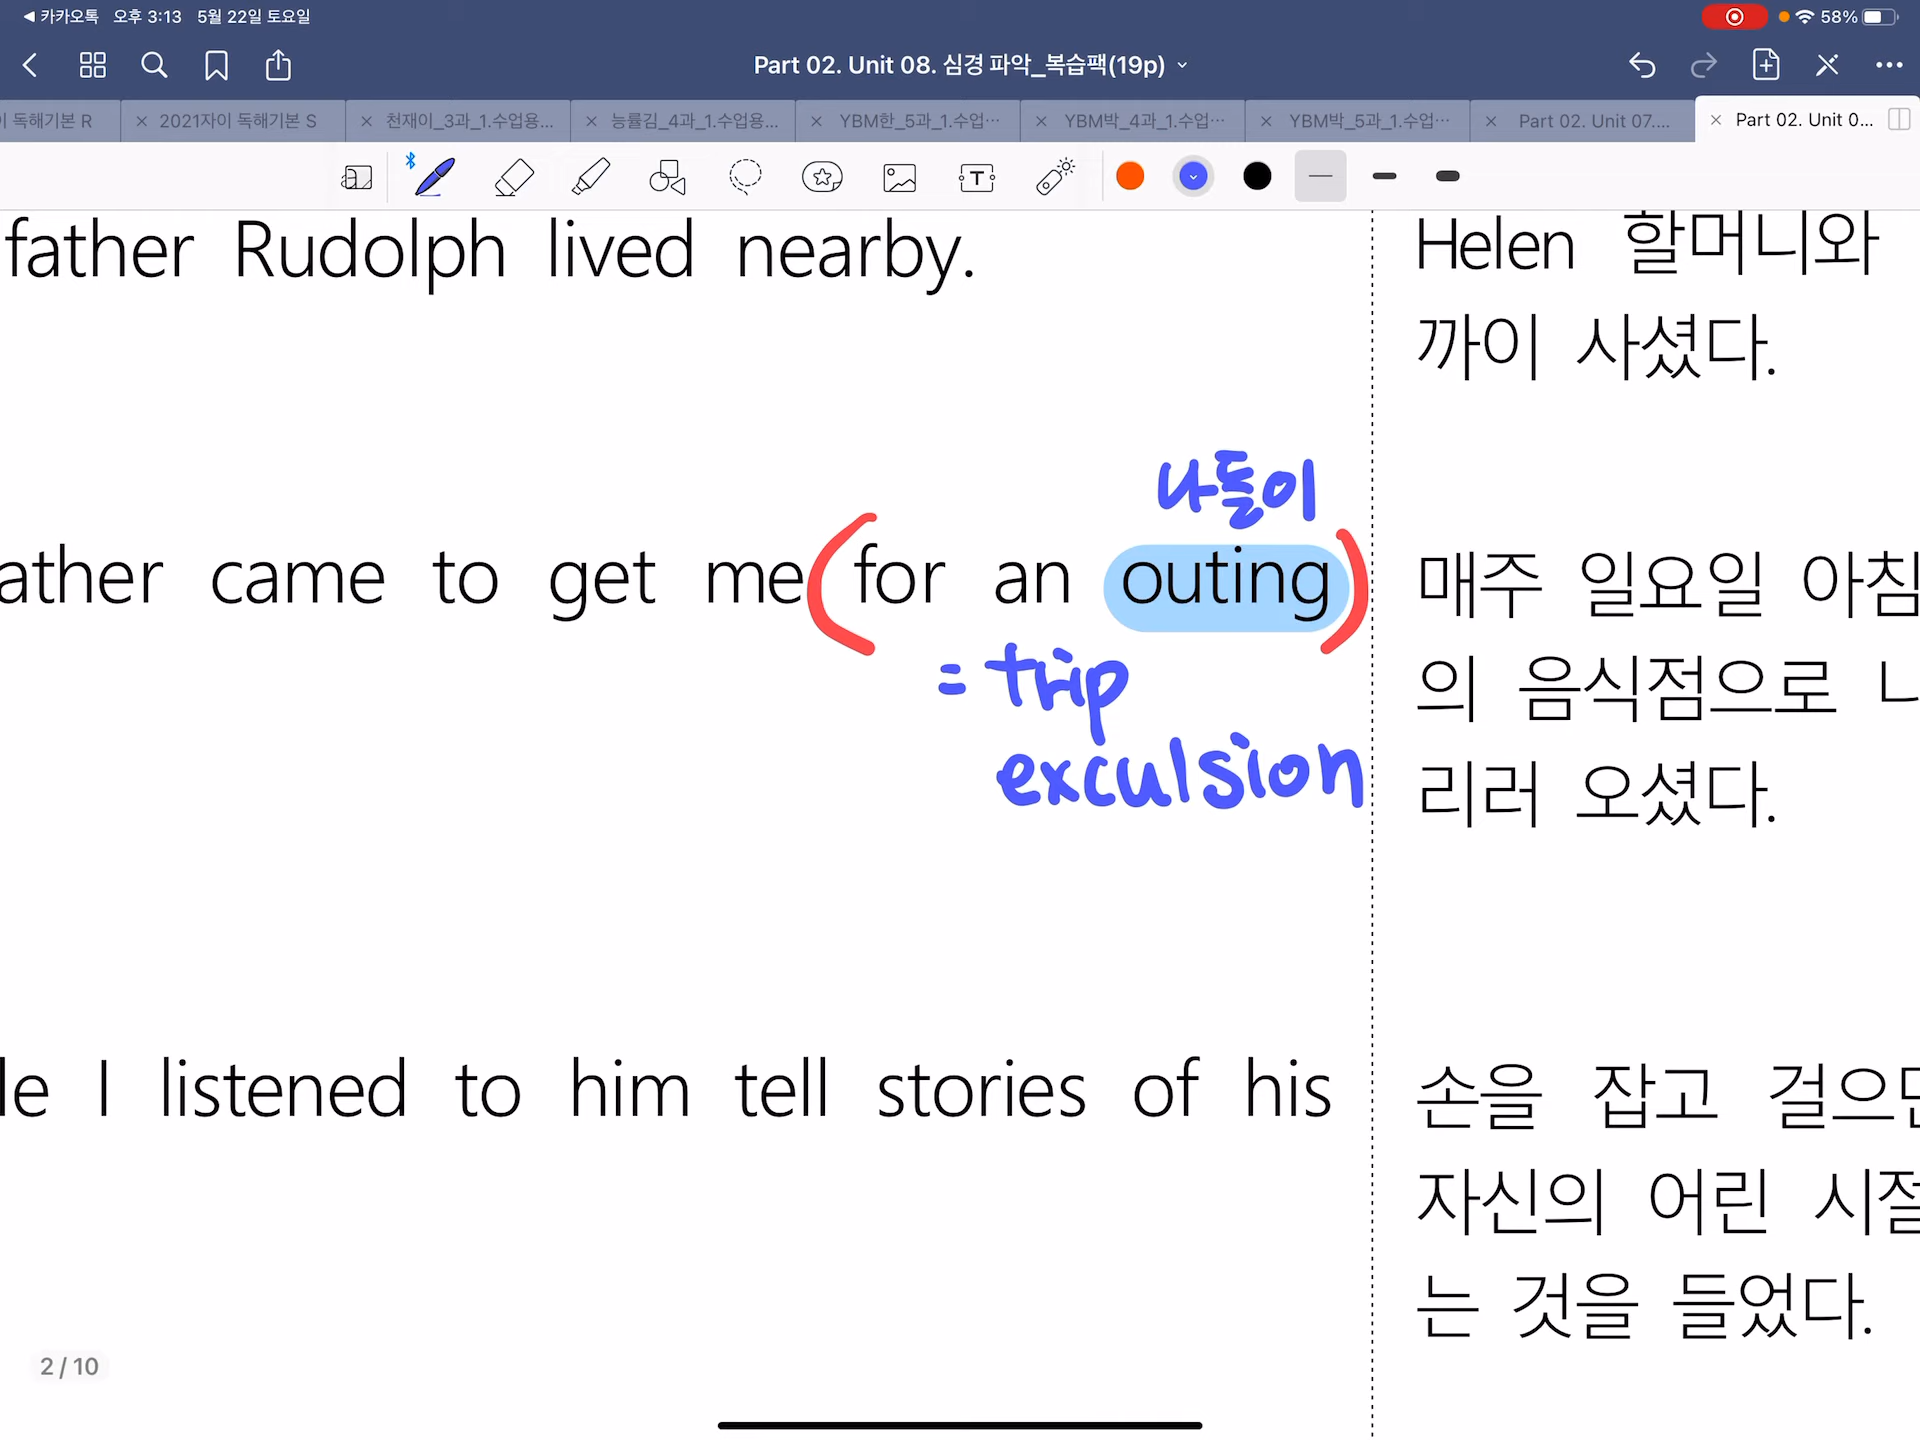 ◀ 카카오톡 오후 3:13 5월 22일 토요일 58%
Part 02. Unit 08. 심경 파악_복습팩(19p)
이 독해기본 R
× 2021자이 독해기본 S
× 천재이_3과_1.수업용...
× 능률김_4과_1.수업용...
× YBM한_5과_1.수업...
× YBM박_4과_1.수업...
× YBM박_5과_1.수업...
× Part 02. Unit 07....
× Part 02. Unit 0...
father Rudolph lived nearby.
Helen 할머니와
까이 사셨다.
나들이
ather came to get me (for an outing)
= trip
exculsion
매주 일요일 아침
의 음식점으로 나
리러 오셨다.
le I listened to him tell stories of his
손을 잡고 걸으면
자신의 어린 시절
는 것을 들었다.
2 / 10